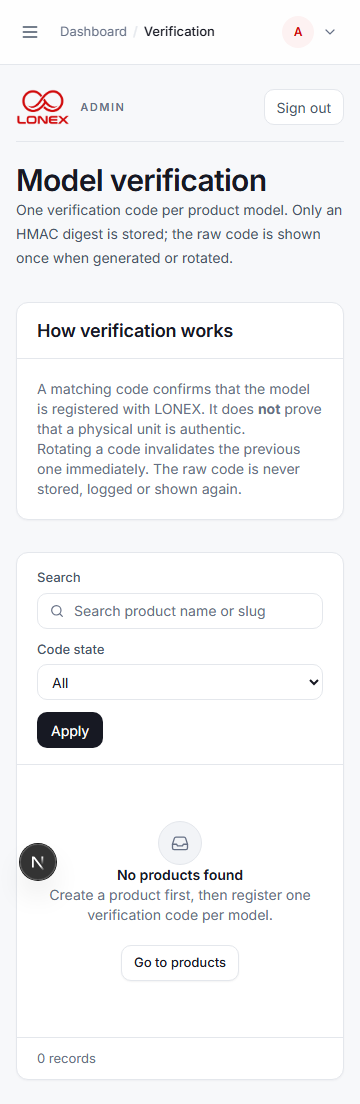 Dashboard / Verification
A
LONEX
ADMIN
Sign out
Model verification
One verification code per product model. Only an
HMAC digest is stored; the raw code is shown
once when generated or rotated.
How verification works
A matching code confirms that the model
is registered with LONEX. It does not prove
that a physical unit is authentic.
Rotating a code invalidates the previous
one immediately. The raw code is never
stored, logged or shown again.
Search
Search product name or slug
Code state
All
Apply
N
No products found
Create a product first, then register one
verification code per model.
Go to products
0 records